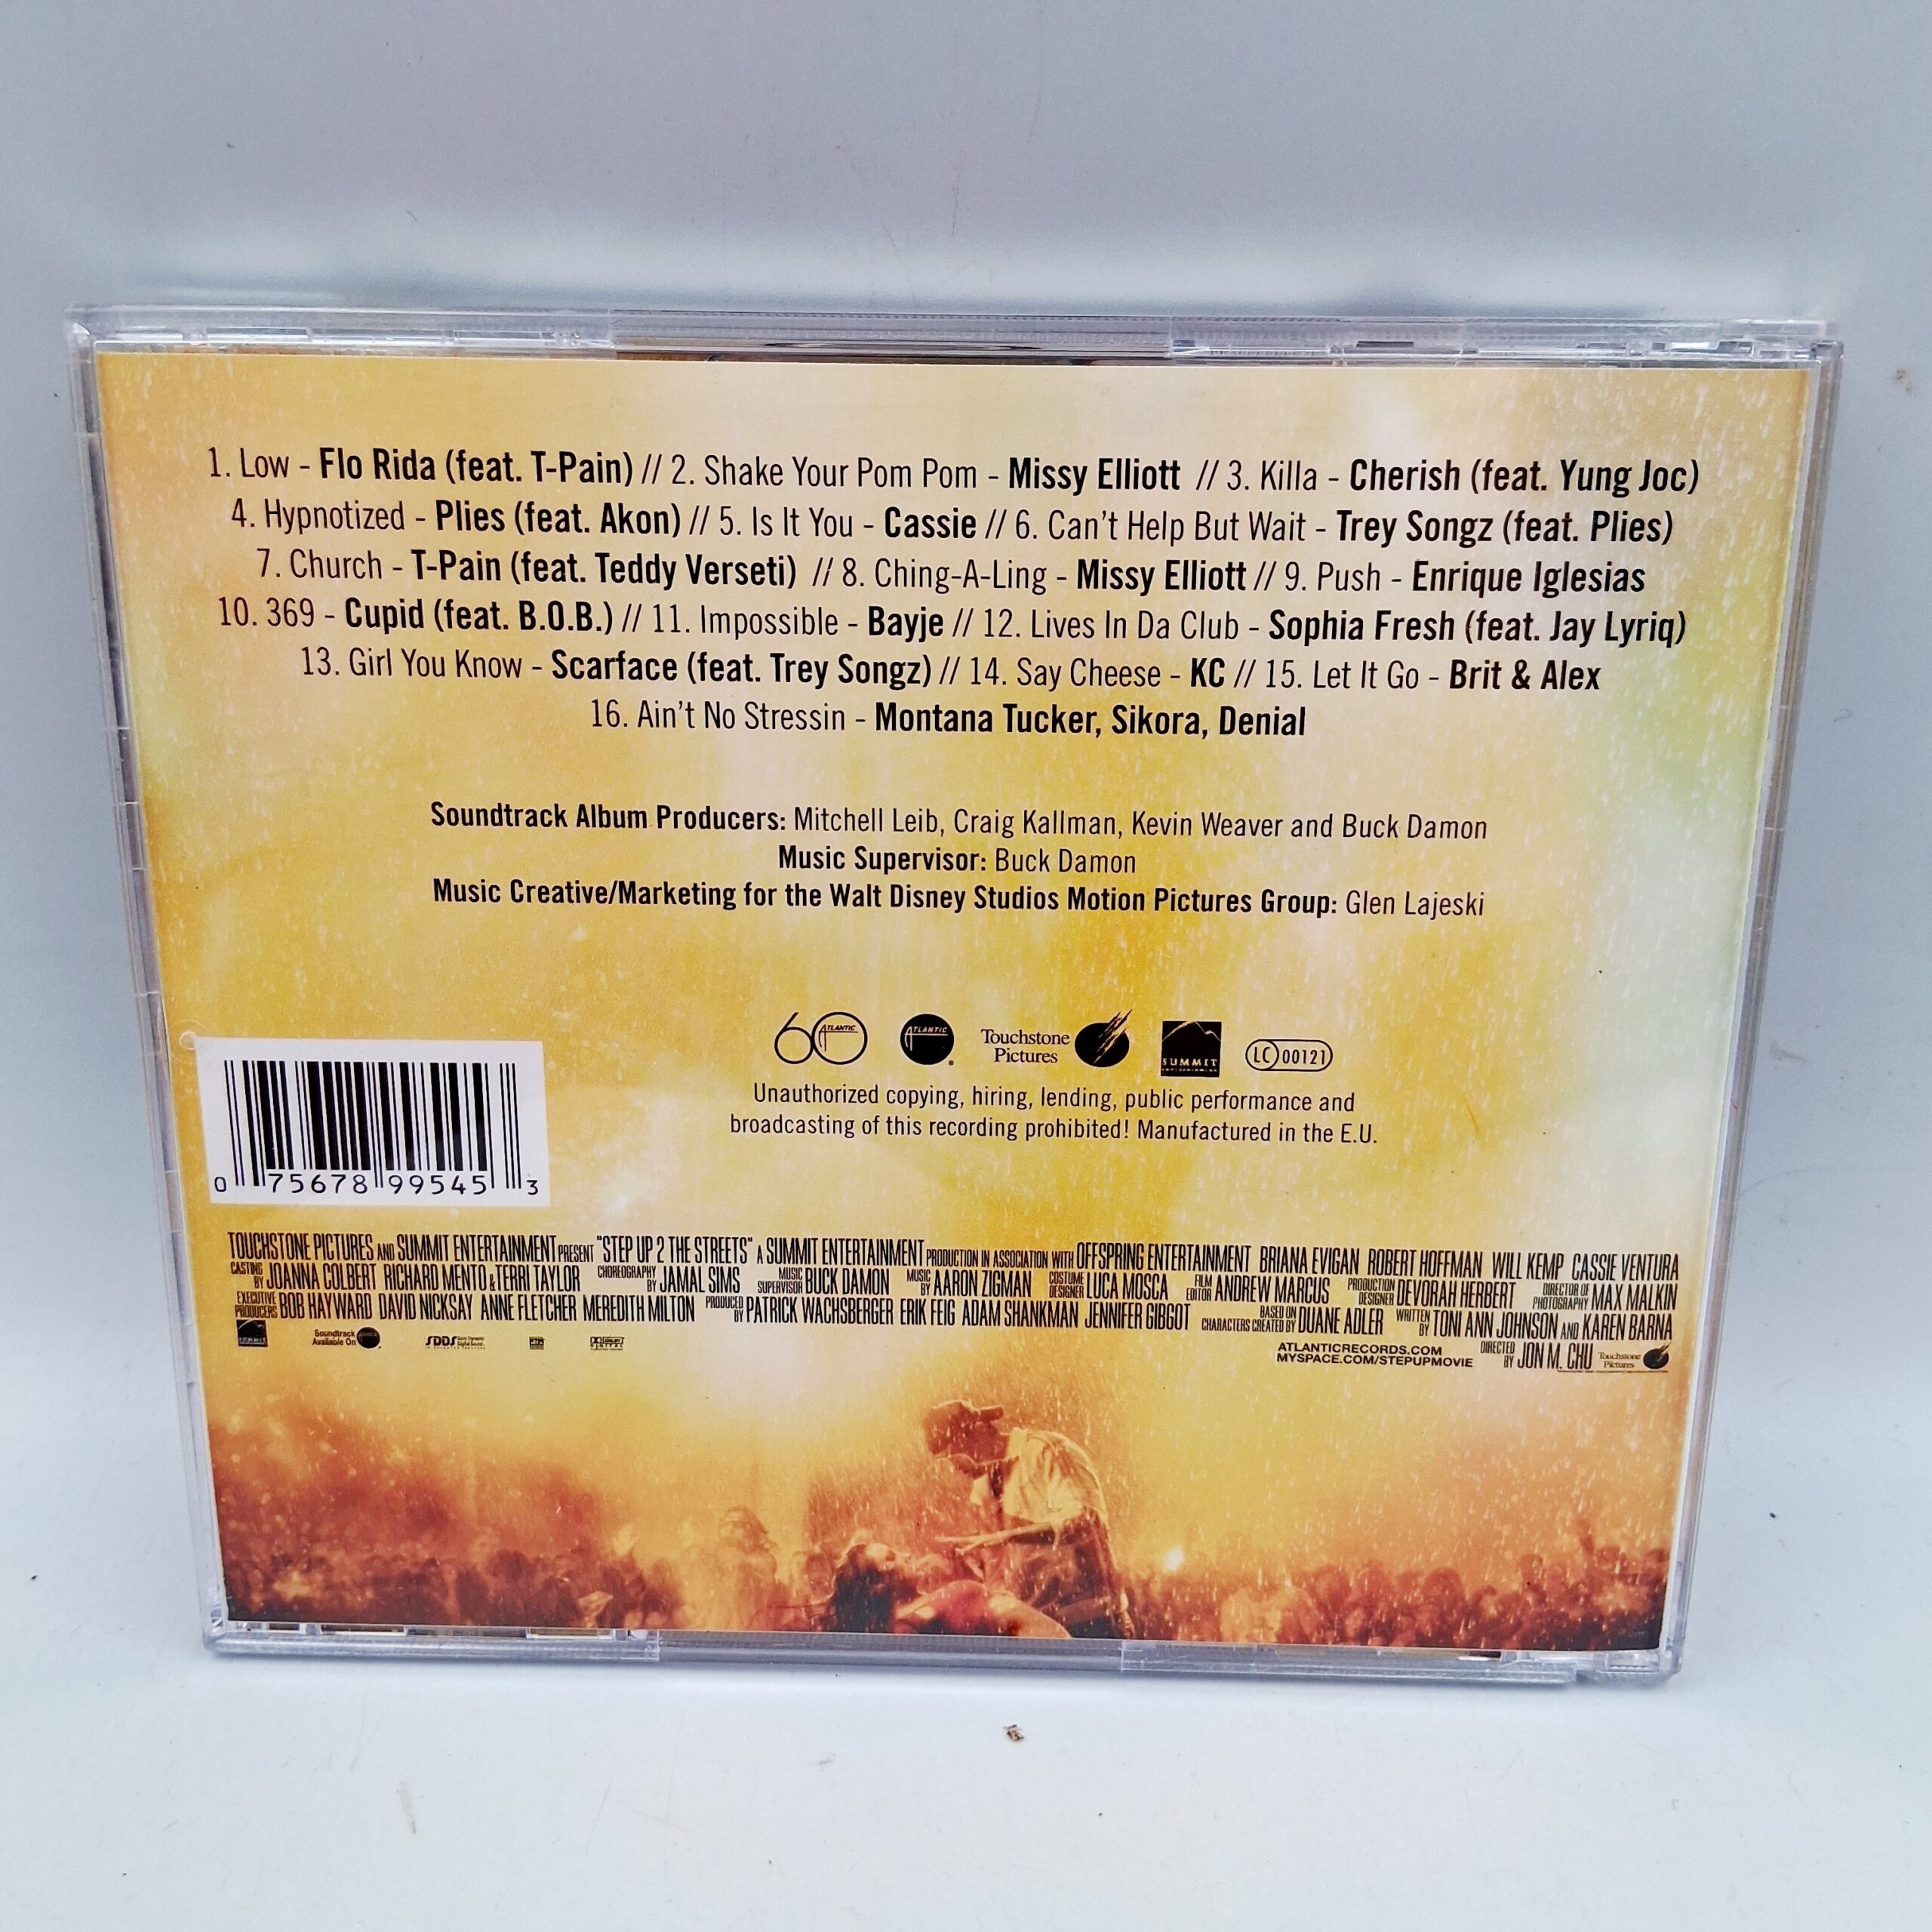 1. Low - Flo Rida (feat. T-Pain) // 2. Shake Your Pom Pom - Missy Elliott // 3. Killa - Cherish (feat. Yung Joc)
4. Hypnotized - Plies (feat. Akon) // 5. Is It You - Cassie // 6. Can't Help But Wait - Trey Songz (feat. Plies)
7. Church - T-Pain (feat. Teddy Verseti) // 8. Ching-A-Ling - Missy Elliott // 9. Push - Enrique Iglesias
10. 369 - Cupid (feat. B.O.B.) // 11. Impossible - Bayje // 12. Lives In Da Club - Sophia Fresh (feat. Jay Lyriq)
13. Girl You Know - Scarface (feat. Trey Songz) // 14. Say Cheese - KC // 15. Let It Go - Brit & Alex
16. Ain't No Stressin - Montana Tucker, Sikora, Denial
Soundtrack Album Producers: Mitchell Leib, Craig Kallman, Kevin Weaver and Buck Damon
Music Supervisor: Buck Damon
Music Creative/Marketing for the Walt Disney Studios Motion Pictures Group: Glen Lajeski
60 ATLANTIC ATLANTIC Touchstone Pictures SUMMIT LC 00121
Unauthorized copying, hiring, lending, public performance and
broadcasting of this recording prohibited! Manufactured in the E.U.
0 75678 99545 3
TOUCHSTONE PICTURES AND SUMMIT ENTERTAINMENT PRESENT "STEP UP 2 THE STREETS" A SUMMIT ENTERTAINMENT PRODUCTION IN ASSOCIATION WITH OFFSPRING ENTERTAINMENT BRIANA EVIGAN ROBERT HOFFMAN WILL KEMP CASSIE VENTURA
CASTING BY JOANNA COLBERT RICHARD MENTO & TERRI TAYLOR CHOREOGRAPHY BY JAMAL SIMS MUSIC SUPERVISOR BUCK DAMON MUSIC BY AARON ZIGMAN COSTUME DESIGNER LUCA MOSCA FILM EDITOR ANDREW MARCUS PRODUCTION DESIGNER DEVORAH HERBERT DIRECTOR OF PHOTOGRAPHY MAX MALKIN
EXECUTIVE PRODUCERS BOB HAYWARD DAVID NICKSAY ANNE FLETCHER MEREDITH MILTON PRODUCED BY PATRICK WACHSBERGER ERIK FEIG ADAM SHANKMAN JENNIFER GIBGOT BASED ON CHARACTERS CREATED BY DUANE ADLER WRITTEN BY TONI ANN JOHNSON AND KAREN BARNA
SUMMIT Soundtrack Available On SDDS ATLANTICRECORDS.COM DIRECTED BY JON M. CHU Touchstone Pictures
MYSPACE.COM/STEPUPMOVIE